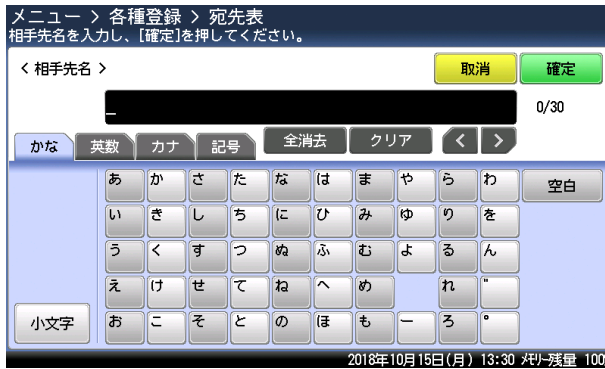 メニュー > 各種登録 > 宛先表
相手先名を入力し、[確定]を押してください。
< 相手先名 >
取消
確定
_
0/30
かな
英数
カナ
記号
全消去
クリア
<
>
あ か さ た な は ま や ら わ
空白
い き し ち に ひ み ゆ り を
う く す つ ぬ ふ む よ る ん
え け せ て ね へ め れ ゛
小文字
お こ そ と の ほ も ー ろ ゜
2018年10月15日(月) 13:30 メモリー残量 100